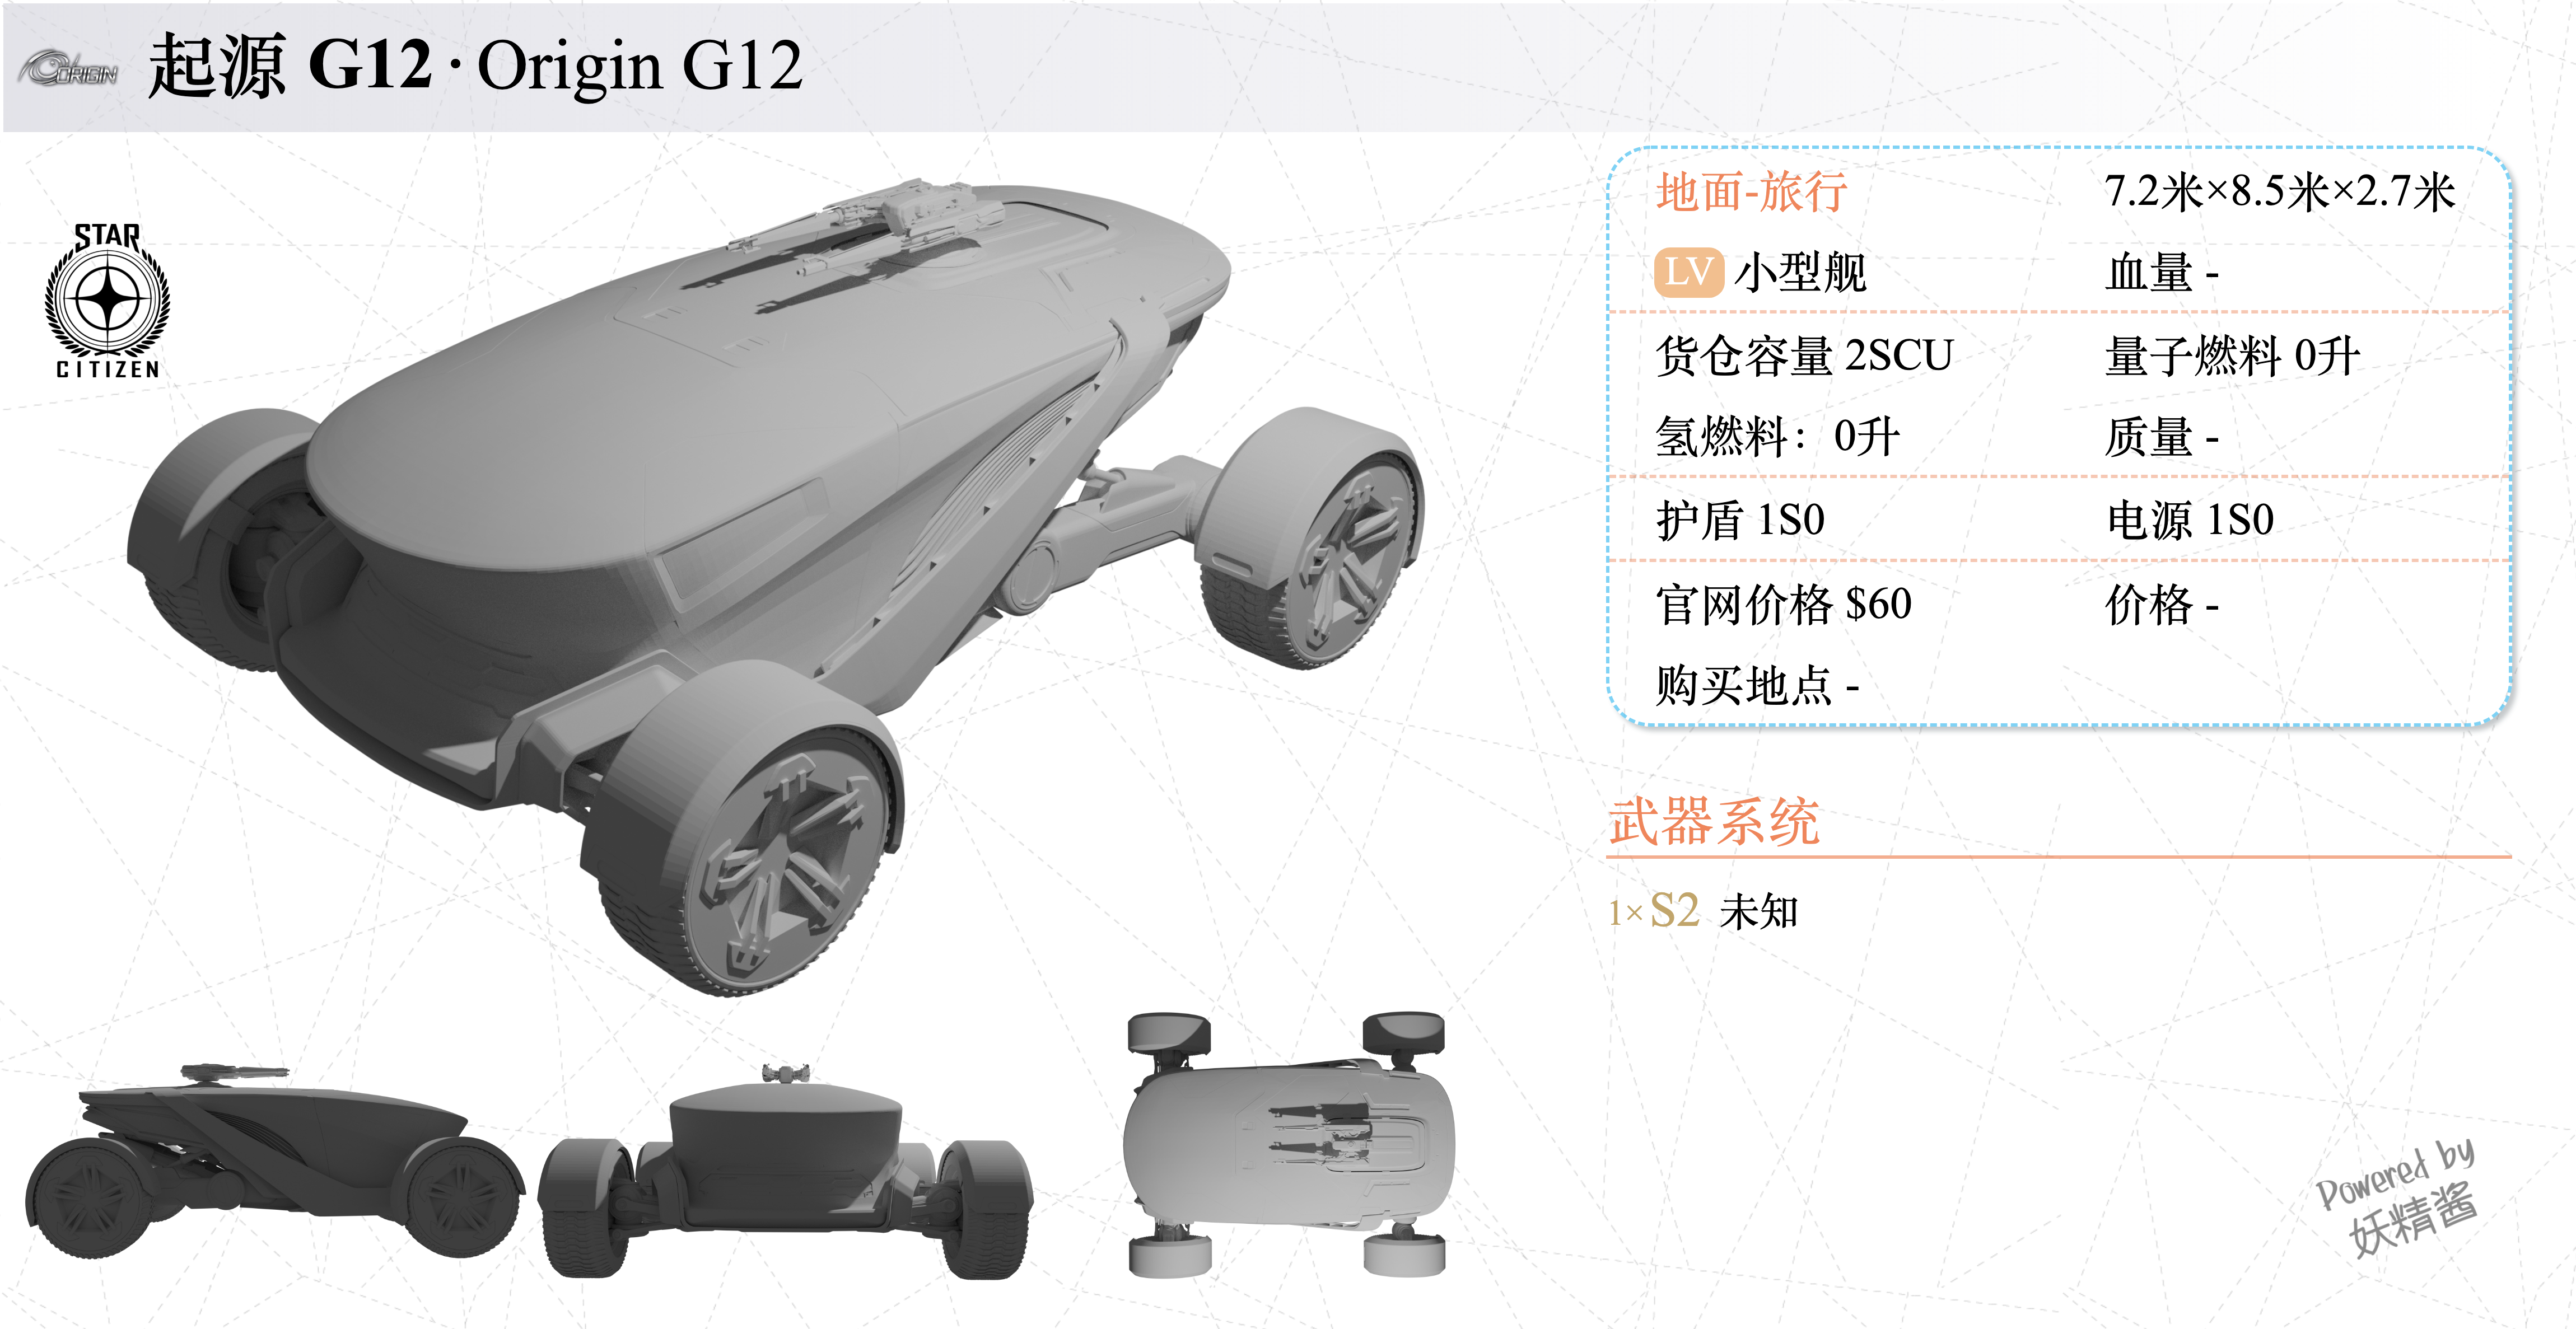 ORIGIN
起源 G12 · Origin G12
STAR
CITIZEN
地面-旅行
7.2米×8.5米×2.7米
LV 小型舰
血量 -
货仓容量 2SCU
量子燃料 0升
氢燃料：0升
质量 -
护盾 1S0
电源 1S0
官网价格 $60
价格 -
购买地点 -
武器系统
1× S2 未知
Powered by
妖精酱